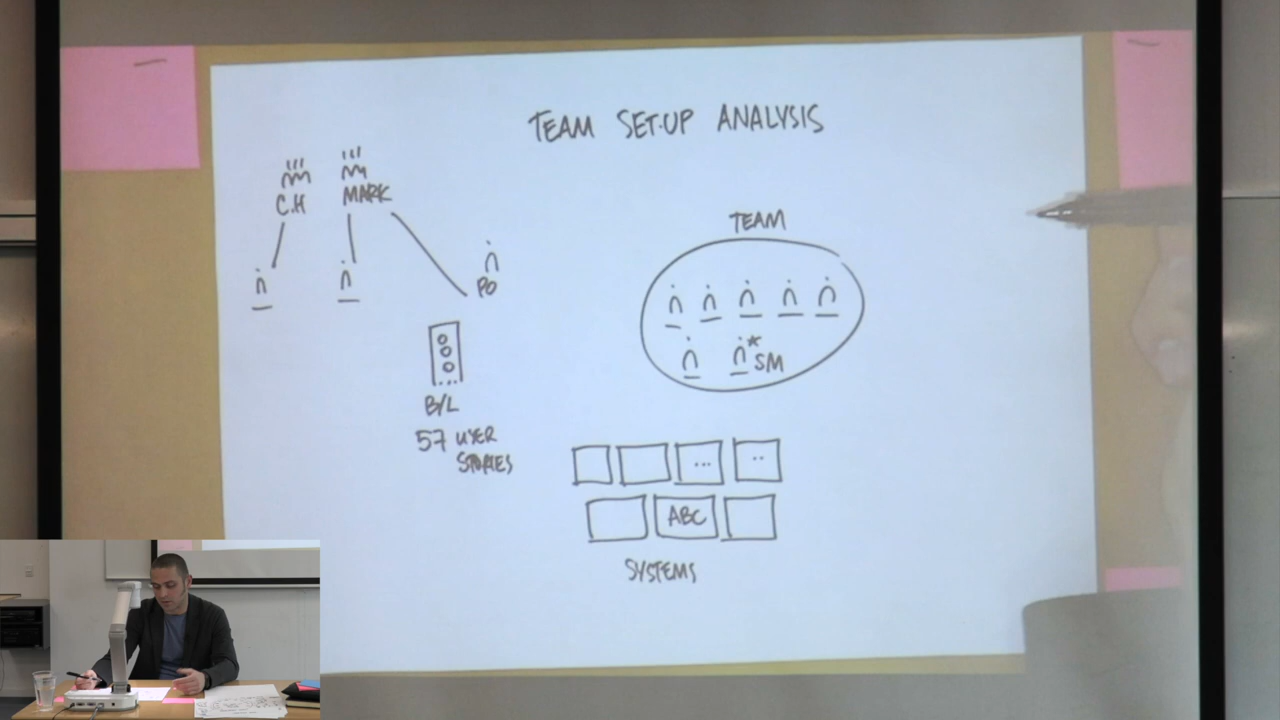 TEAM SET-UP ANALYSIS
C.H
MARK
PO
TEAM
* SM
B/L
57 USER
STORIES
...
..
ABC
SYSTEMS